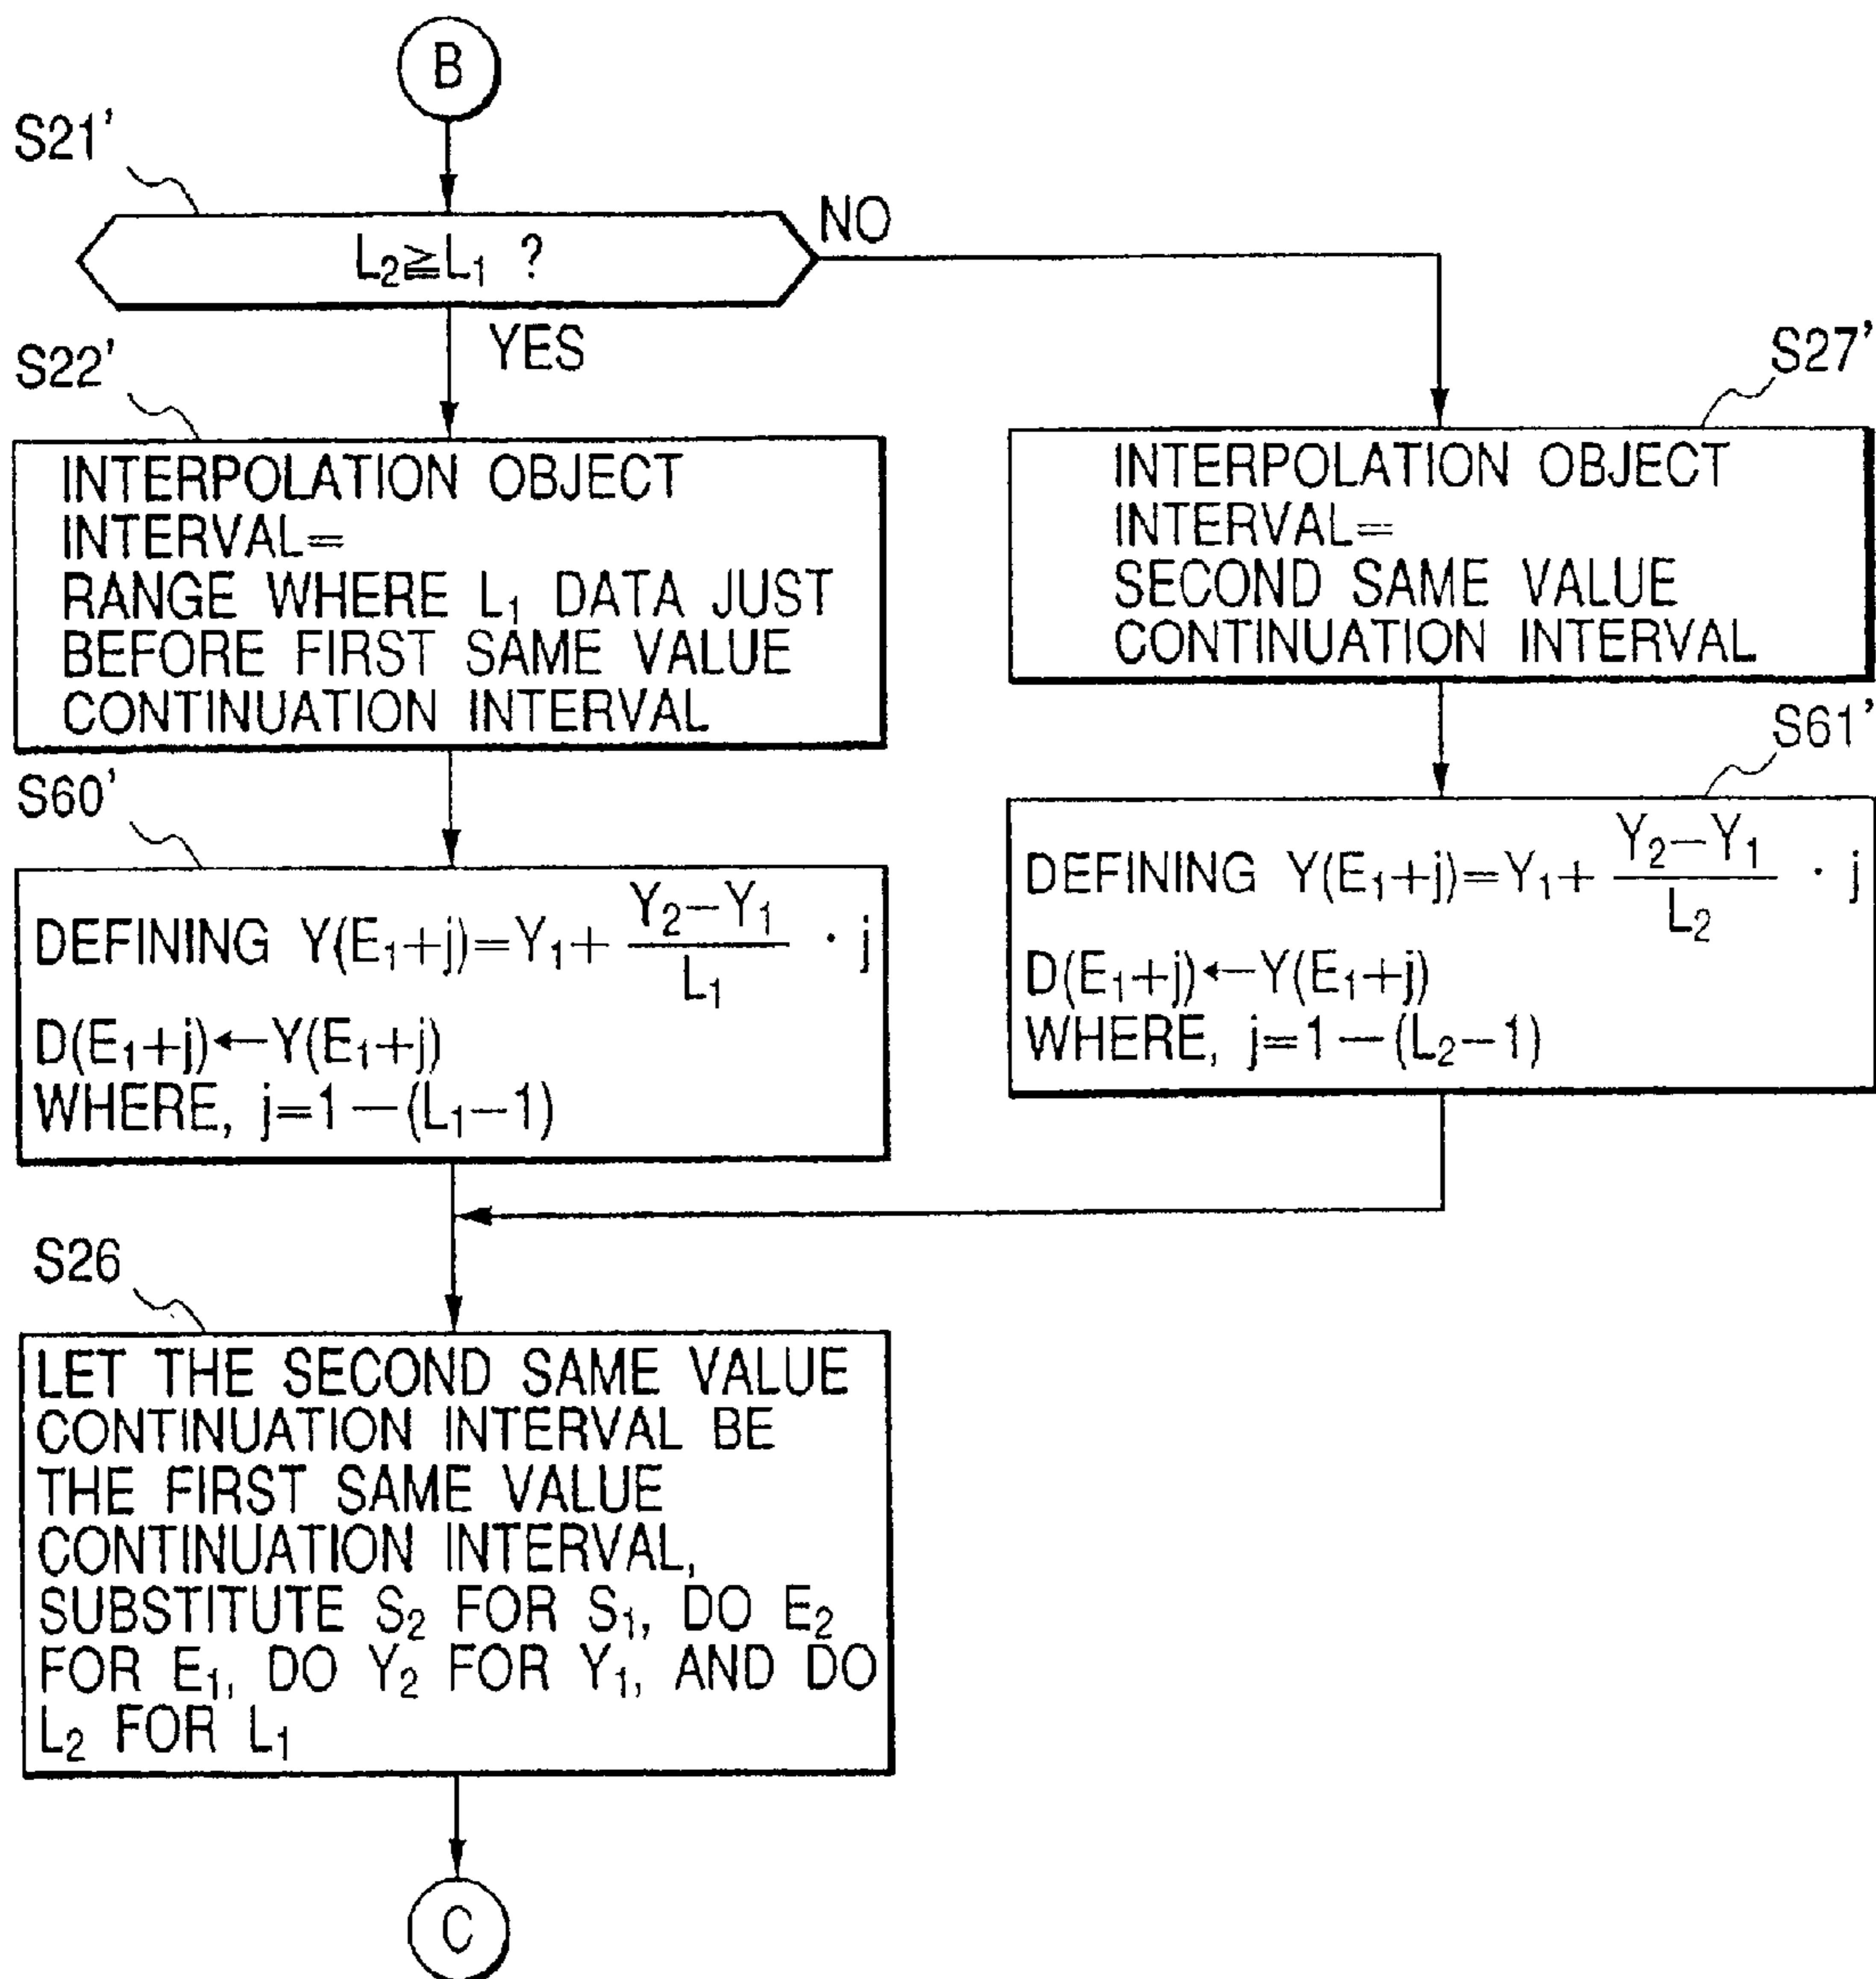 B
S21'
L₂≧L₁ ?
NO
YES
S22'
INTERPOLATION OBJECT
INTERVAL=
RANGE WHERE L₁ DATA JUST
BEFORE FIRST SAME VALUE
CONTINUATION INTERVAL
S27'
INTERPOLATION OBJECT
INTERVAL=
SECOND SAME VALUE
CONTINUATION INTERVAL
S60'
DEFINING Y(E₁+j)=Y₁+ (Y₂−Y₁)/L₁ · j
D(E₁+j)←Y(E₁+j)
WHERE, j=1—(L₁−1)
S61'
DEFINING Y(E₁+j)=Y₁+ (Y₂−Y₁)/L₂ · j
D(E₁+j)←Y(E₁+j)
WHERE, j=1—(L₂−1)
S26
LET THE SECOND SAME VALUE
CONTINUATION INTERVAL BE
THE FIRST SAME VALUE
CONTINUATION INTERVAL,
SUBSTITUTE S₂ FOR S₁, DO E₂
FOR E₁, DO Y₂ FOR Y₁, AND DO
L₂ FOR L₁
C